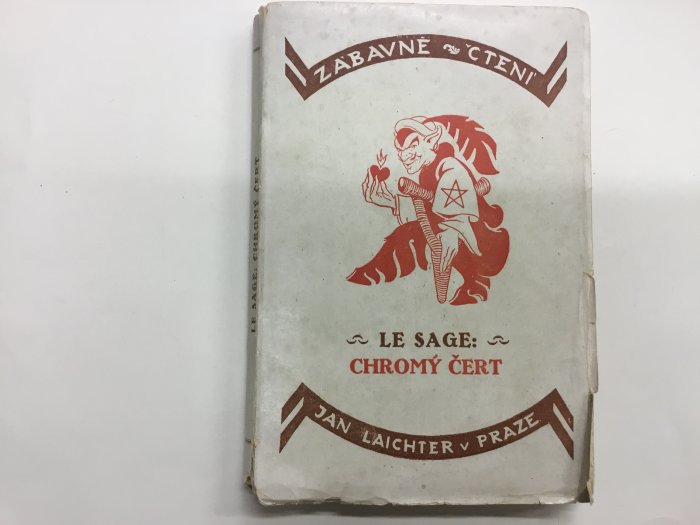 ZÁBAVNÉ ČTENÍ
LE SAGE:
CHROMÝ ČERT
JAN LAICHTER V PRAZE
LE SAGE: CHROMÝ ČERT